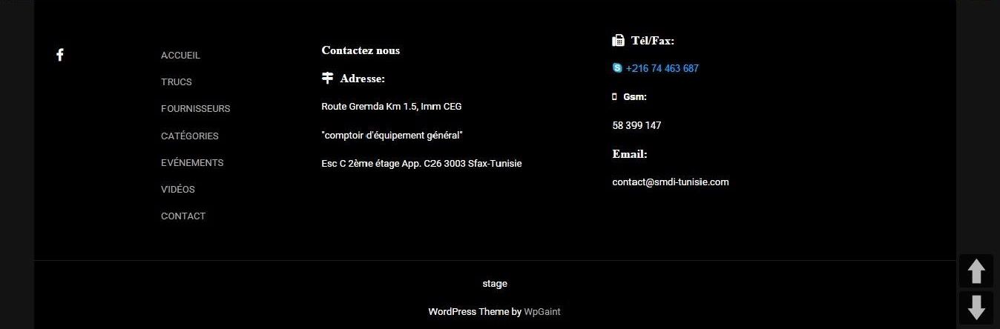 ACCUEIL
TRUCS
FOURNISSEURS
CATÉGORIES
EVÉNEMENTS
VIDÉOS
CONTACT
Contactez nous
Adresse:
Route Gremda Km 1.5, Imm CEG
"comptoir d'équipement général"
Esc C 2ème étage App. C26 3003 Sfax-Tunisie
Tél/Fax:
+216 74 463 687
Gsm:
58 399 147
Email:
contact@smdi-tunisie.com
stage
WordPress Theme by WpGaint